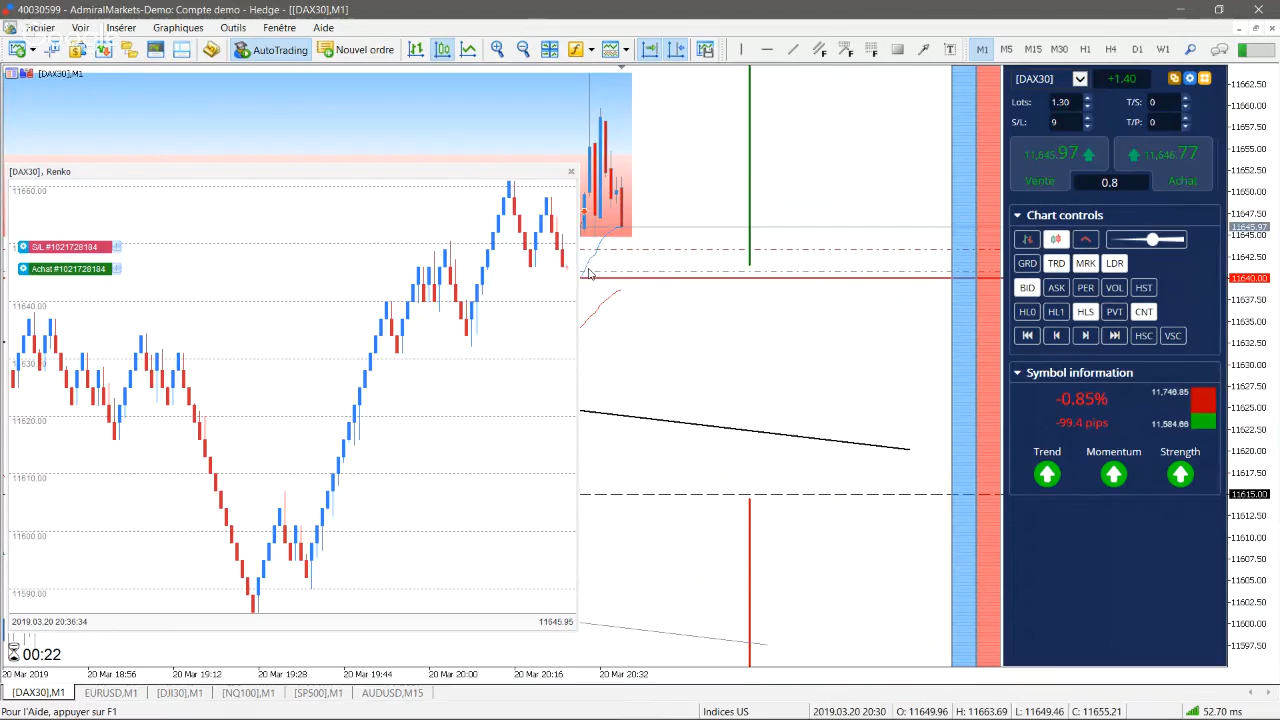 40030599 - AdmiralMarkets-Demo: Compte demo - Hedge - [[DAX30],M1]
Fichier Voir Insérer Graphiques Outils Fenêtre Aide
AutoTrading Nouvel ordre M1 M5 M15 M30 H1 H4 D1 W1
[DAX30],M1
[DAX30], Renko
11660.00
S/L #1021728184
Achat #1021728184
11640.00
11630.00
11620.00
11610.00
11600.00
11590.00
2019.03.20 20:36:34 11645.95
00:22
20 Mar 2019 20 Mar 18:56 20 Mar 19:12 20 Mar 19:28 20 Mar 19:44 20 Mar 20:00 20 Mar 20:16 20 Mar 20:32
[DAX30] +1.40
Lots: 1.30 T/S: 0
S/L: 9 T/P: 0
11,645.97 11,646.77
Vente 0.8 Achat
Chart controls
GRD TRD MRK LDR
BID ASK PER VOL HST
HL0 HL1 HLS PVT CNT
HSC VSC
Symbol information
-0.85% 11,746.85
-99.4 pips 11,584.66
Trend Momentum Strength
11662.50
11660.00
11657.50
11655.00
11652.50
11650.00
11647.50
11645.97
11645.00
11640.00
11637.50
11635.00
11632.50
11630.00
11627.50
11625.00
11622.50
11620.00
11617.50
11615.00
11612.50
11610.00
11607.50
11605.00
11602.50
11600.00
11597.50
[DAX30],M1 EURUSD,M1 [DJI30],M1 [NQ100],M1 [SP500],M1 AUDUSD,M15
Pour l'Aide, appuyer sur F1 Indices US 2019.03.20 20:30 O: 11649.96 H: 11663.69 L: 11649.46 C: 11655.21 52.70 ms